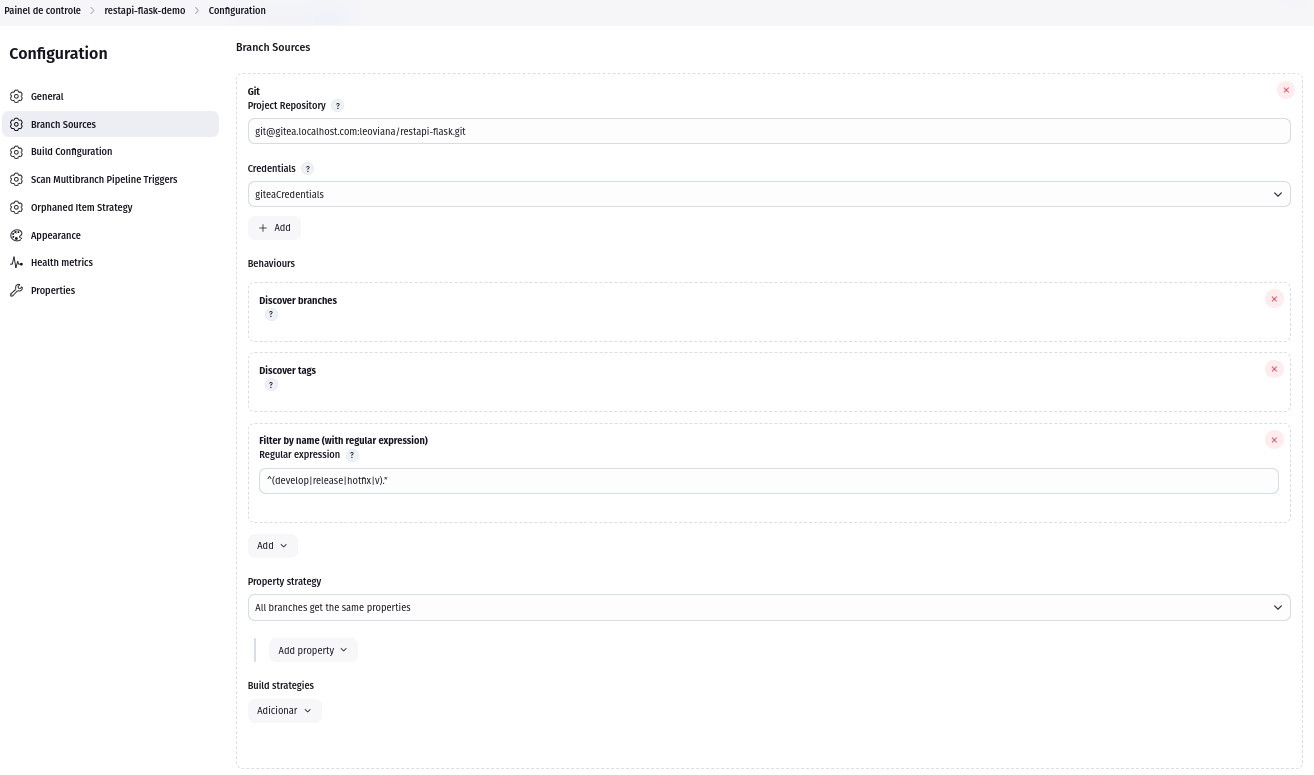 Painel de controle > restapi-flask-demo > Configuration
Configuration
General
Branch Sources
Build Configuration
Scan Multibranch Pipeline Triggers
Orphaned Item Strategy
Appearance
Health metrics
Properties
Branch Sources
Git
Project Repository ?
git@gitea.localhost.com:leoviana/restapi-flask.git
Credentials ?
giteaCredentials
+ Add
Behaviours
Discover branches
?
Discover tags
?
Filter by name (with regular expression)
Regular expression ?
^(develop|release|hotfix|v).*
Add
Property strategy
All branches get the same properties
Add property
Build strategies
Adicionar